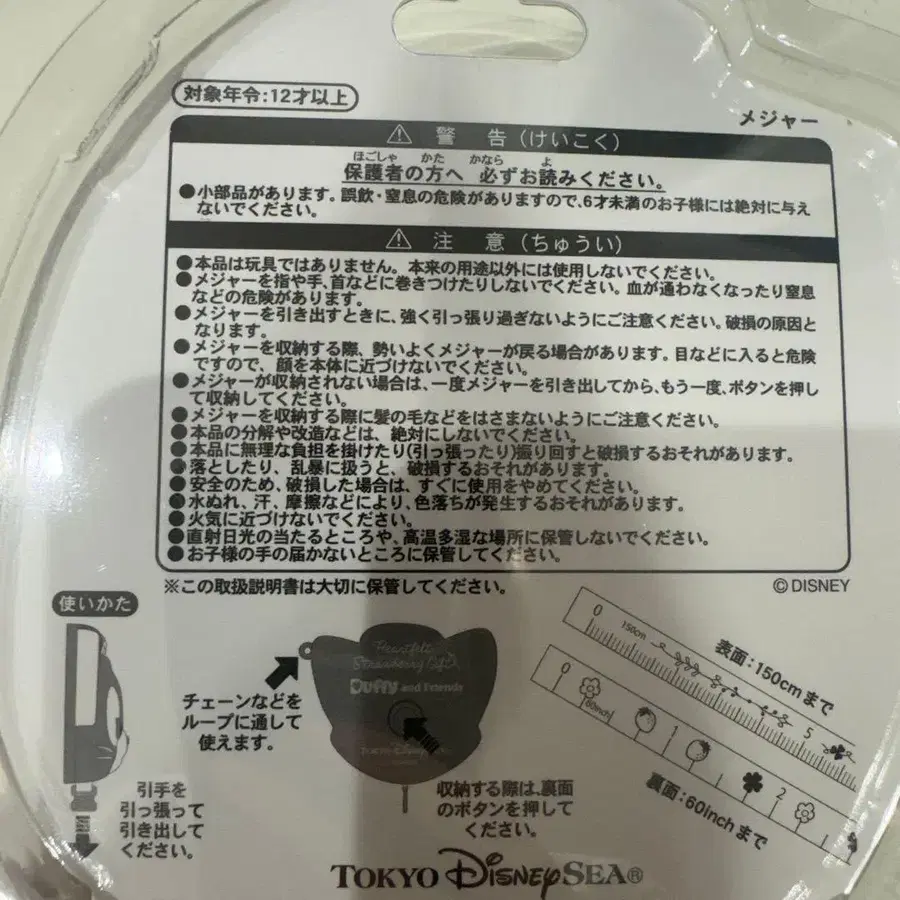 対象年令:12才以上
メジャー
⚠ 警 告 (けいこく)
ほごしゃ かた かなら よ
保護者の方へ 必ずお読みください。
●小部品があります。誤飲・窒息の危険がありますので、6才未満のお子様には絶対に与え
ないでください。
⚠ 注 意 (ちゅうい)
●本品は玩具ではありません。本来の用途以外には使用しないでください。
●メジャーを指や手、首などに巻きつけたりしないでください。血が通わなくなったり窒息
などの危険があります。
●メジャーを引き出すときに、強く引っ張り過ぎないようにご注意ください。破損の原因と
なります。
●メジャーを収納する際、勢いよくメジャーが戻る場合があります。目などに入ると危険
ですので、顔を本体に近づけないでください。
●メジャーが収納されない場合は、一度メジャーを引き出してから、もう一度、ボタンを押し
て収納してください。
●メジャーを収納する際に髪の毛などをはさまないようにご注意ください。
●本品の分解や改造などは、絶対にしないでください。
●本品に無理な負担を掛けたり(引っ張ったり)振り回すと破損するおそれがあります。
●落としたり、乱暴に扱うと、破損するおそれがあります。
●安全のため、破損した場合は、すぐに使用をやめてください。
●水ぬれ、汗、摩擦などにより、色落ちが発生するおそれがあります。
●火気に近づけないでください。
●直射日光の当たるところや、高温多湿な場所に保管しないでください。
●お子様の手の届かないところに保管してください。
※この取扱説明書は大切に保管してください。
©DISNEY
使いかた
チェーンなどを
ループに通して
使えます。
引手を
引っ張って
引き出して
ください。
Heartfelt
Strawberry Gift
Duffy and Friends
TOKYO DISNEY
収納する際は、裏面
のボタンを押して
ください。
0 150cm 5
表面:150cmまで
0 60inch 1 1 2
裏面:60inchまで
TOKYO DISNEYSEA®